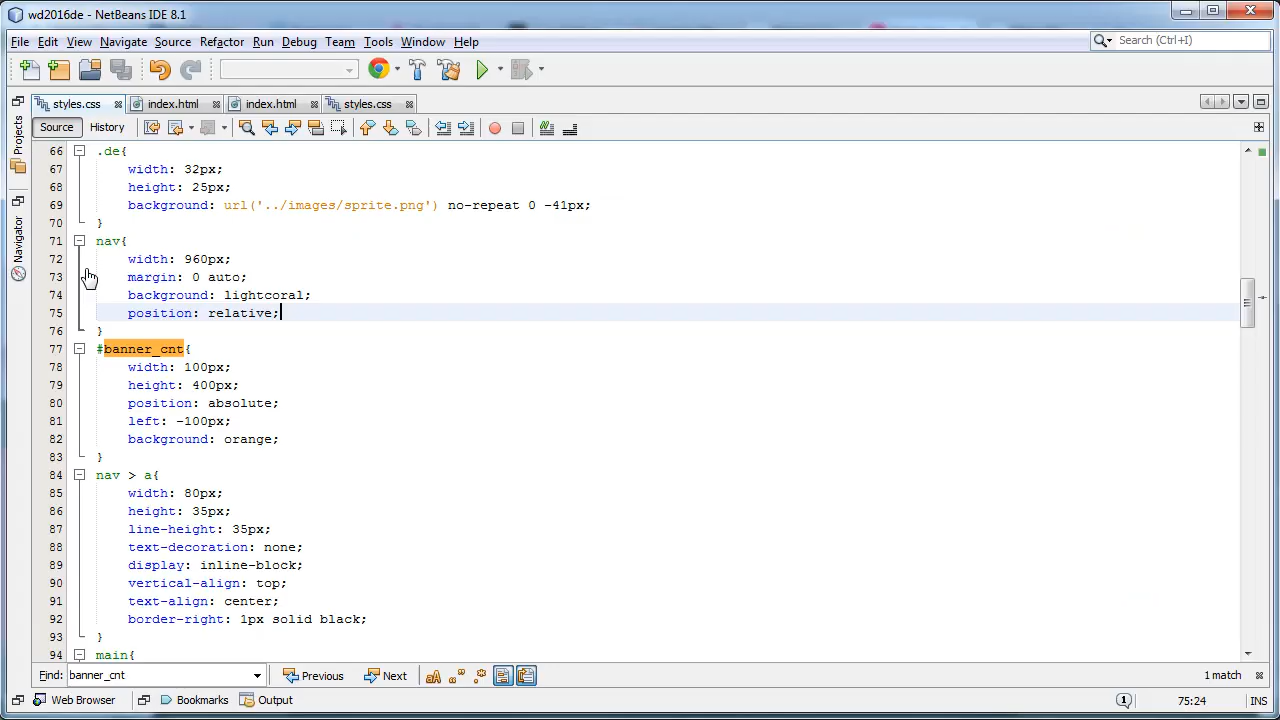 wd2016de - NetBeans IDE 8.1
File Edit View Navigate Source Refactor Run Debug Team Tools Window Help
Search (Ctrl+I)
styles.css index.html index.html styles.css
Source History
Projects
Navigator
66 .de{
67 width: 32px;
68 height: 25px;
69 background: url('../images/sprite.png') no-repeat 0 -41px;
70 }
71 nav{
72 width: 960px;
73 margin: 0 auto;
74 background: lightcoral;
75 position: relative;
76 }
77 #banner_cnt{
78 width: 100px;
79 height: 400px;
80 position: absolute;
81 left: -100px;
82 background: orange;
83 }
84 nav > a{
85 width: 80px;
86 height: 35px;
87 line-height: 35px;
88 text-decoration: none;
89 display: inline-block;
90 vertical-align: top;
91 text-align: center;
92 border-right: 1px solid black;
93 }
94 main{
Find: banner_cnt Previous Next 1 match
Web Browser Bookmarks Output 1 75:24 INS